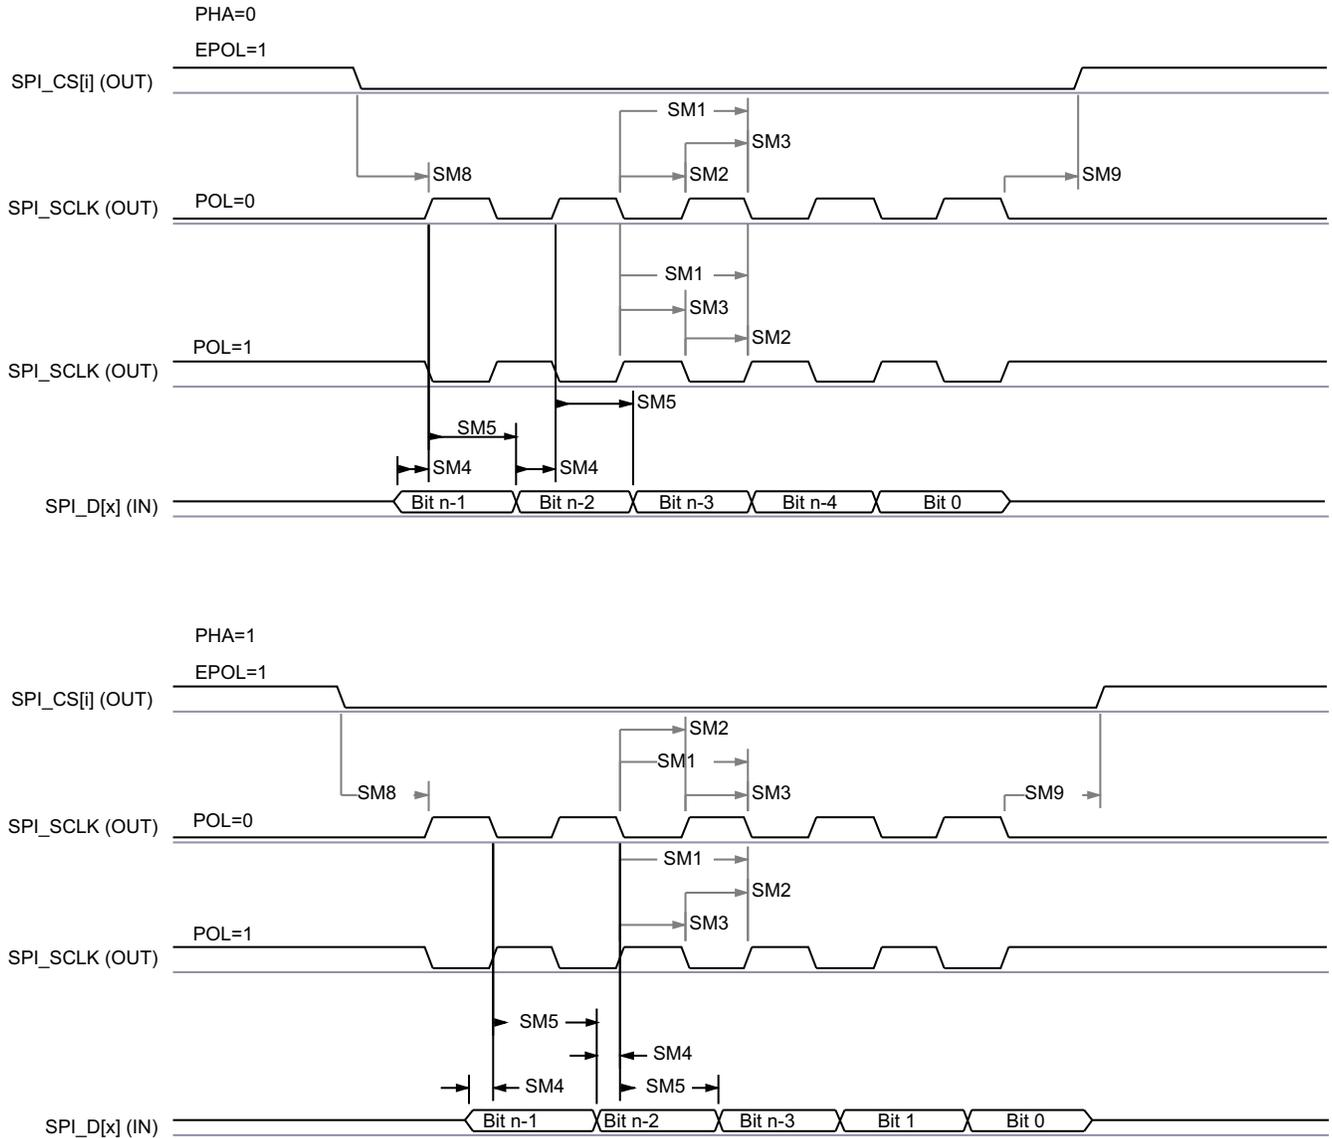 PHA=0
EPOL=1
SPI_CS[i] (OUT)
SM1
SM3
SM8
SM2
SM9
POL=0
SPI_SCLK (OUT)
SM1
SM3
SM2
POL=1
SPI_SCLK (OUT)
SM5
SM5
SM4
SM4
SPI_D[x] (IN)
Bit n-1
Bit n-2
Bit n-3
Bit n-4
Bit 0
PHA=1
EPOL=1
SPI_CS[i] (OUT)
SM2
SM1
SM8
SM3
SM9
POL=0
SPI_SCLK (OUT)
SM1
SM2
SM3
POL=1
SPI_SCLK (OUT)
SM5
SM4
SM4
SM5
SPI_D[x] (IN)
Bit n-1
Bit n-2
Bit n-3
Bit 1
Bit 0